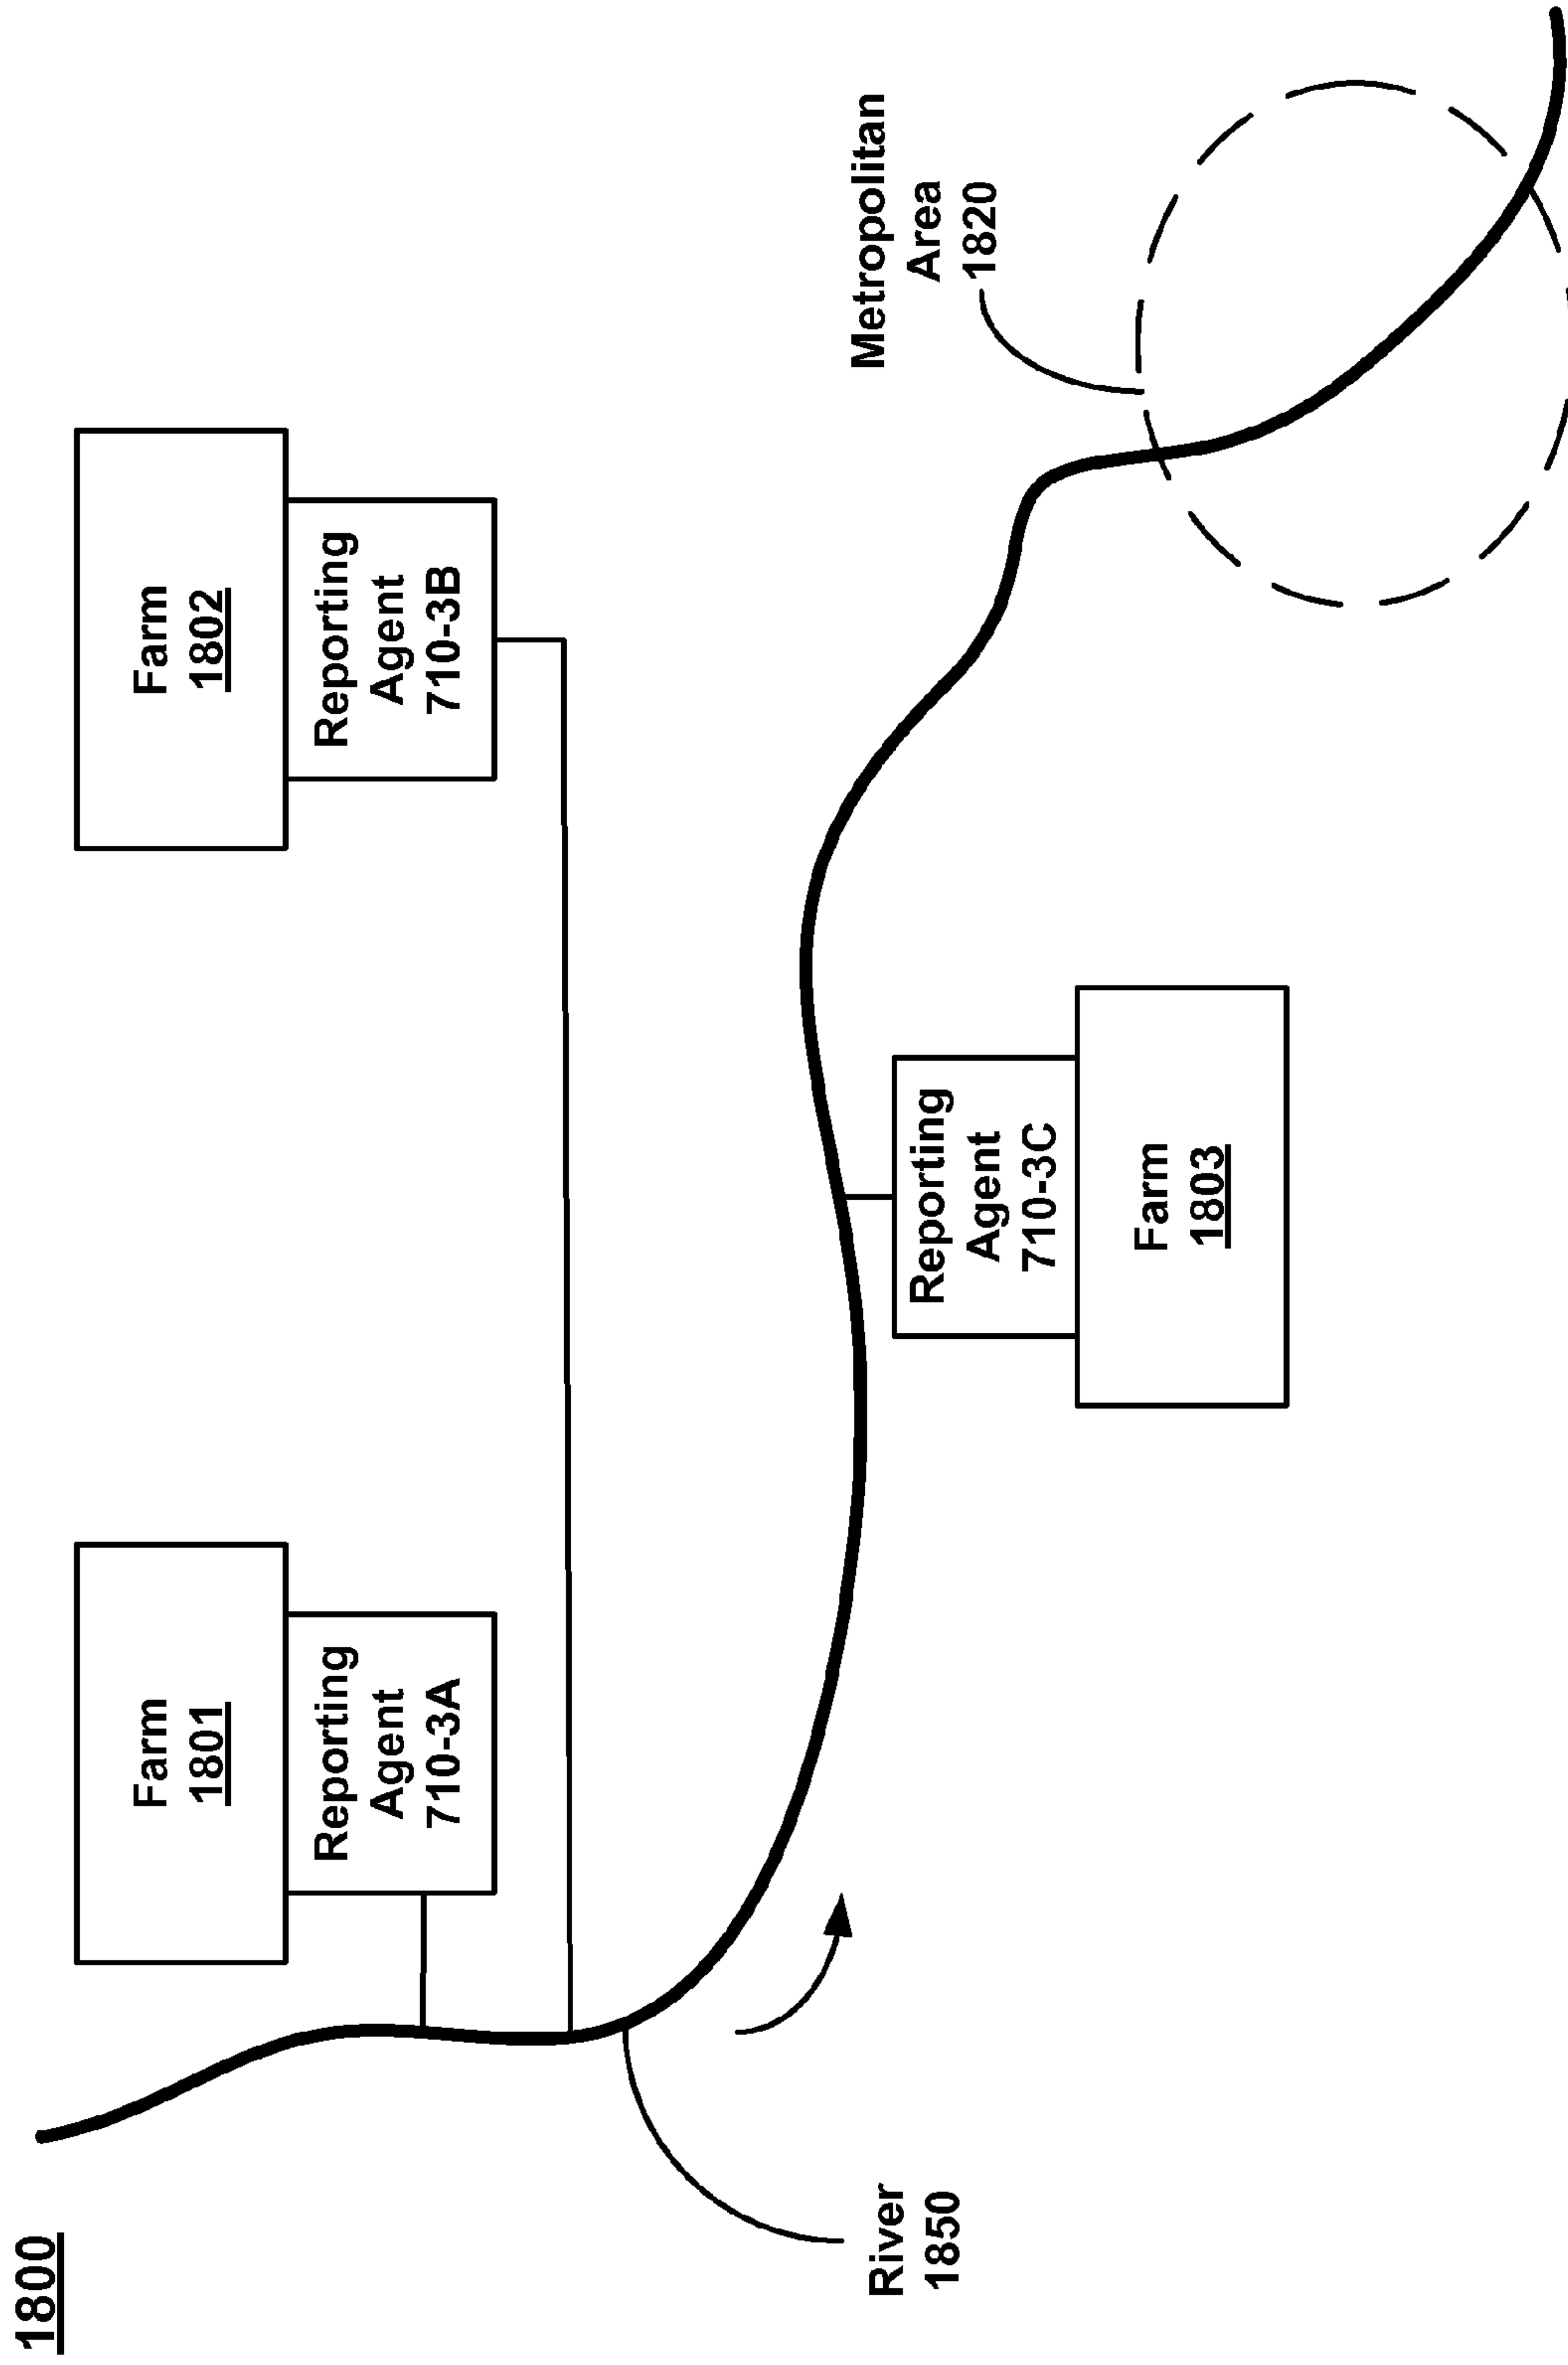 1800
Farm
1801
Reporting
Agent
710-3A
Farm
1802
Reporting
Agent
710-3B
Metropolitan
Area
1820
River
1850
Reporting
Agent
710-3C
Farm
1803